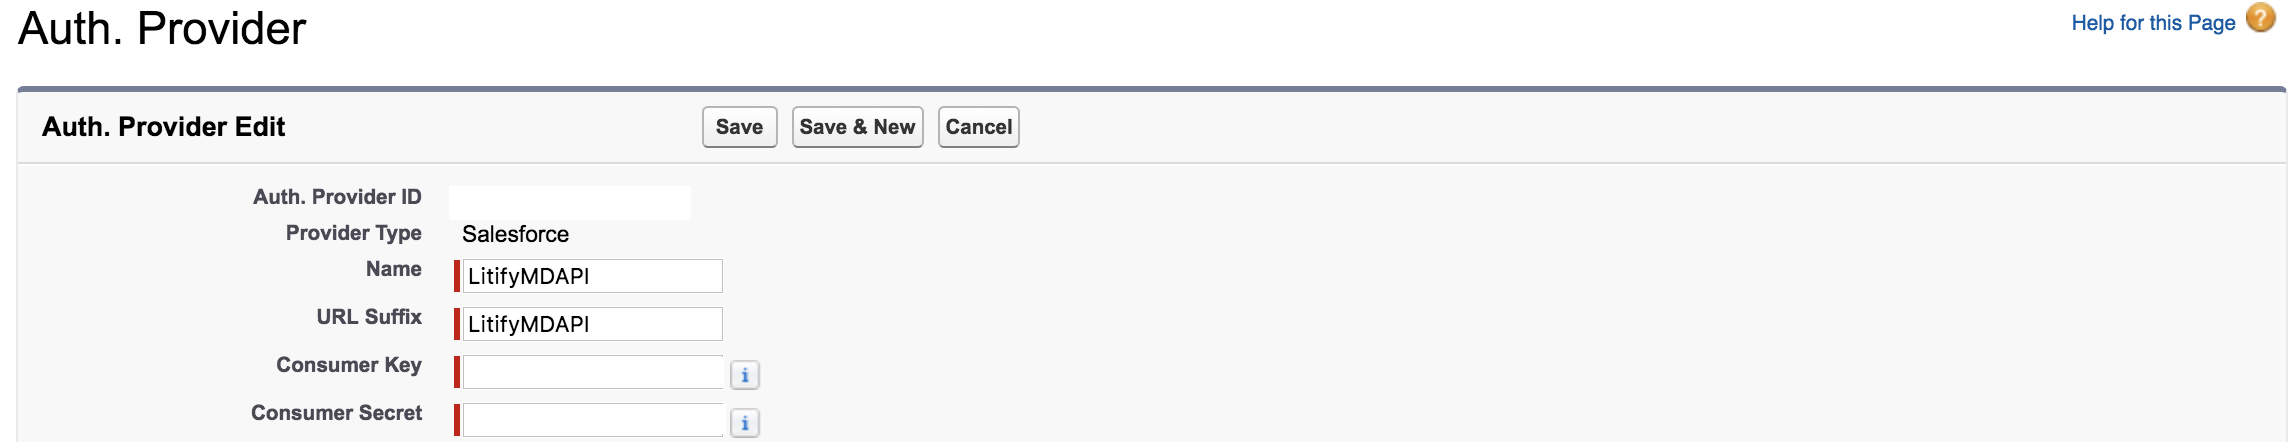 Auth. Provider
Help for this Page ?
Auth. Provider Edit Save Save & New Cancel
Auth. Provider ID
Provider Type Salesforce
Name LitifyMDAPI
URL Suffix LitifyMDAPI
Consumer Key i
Consumer Secret i